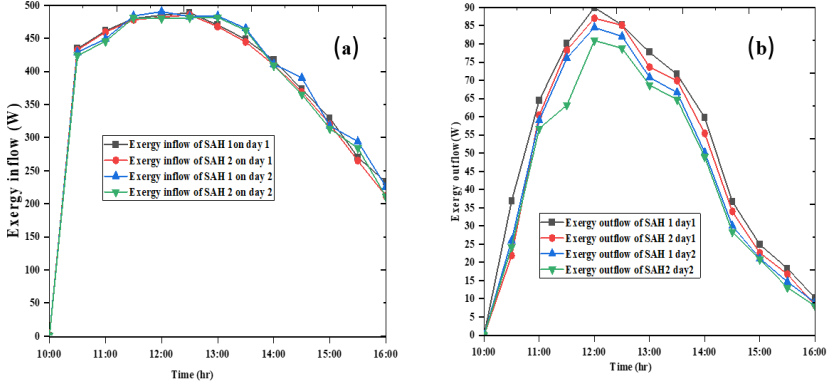 500
450
400
350
300
250
200
150
100
50
0
Exergy inflow (W)
(a)
Exergy inflow of SAH 1on day 1
Exergy inflow of SAH 2 on day 1
Exergy inflow of SAH 1 on day 2
Exergy inflow of SAH 2 on day 2
10:00 11:00 12:00 13:00 14:00 15:00 16:00
Time (hr)
90
85
80
75
70
65
60
55
50
45
40
35
30
25
20
15
10
5
0
Exergy outflow (W)
(b)
Exergy outflow of SAH 1 day1
Exergy outflow of SAH 2 day1
Exergy outflow of SAH 1 day2
Exergy outflow of SAH2 day2
10:00 11:00 12:00 13:00 14:00 15:00 16:00
Time (hr)